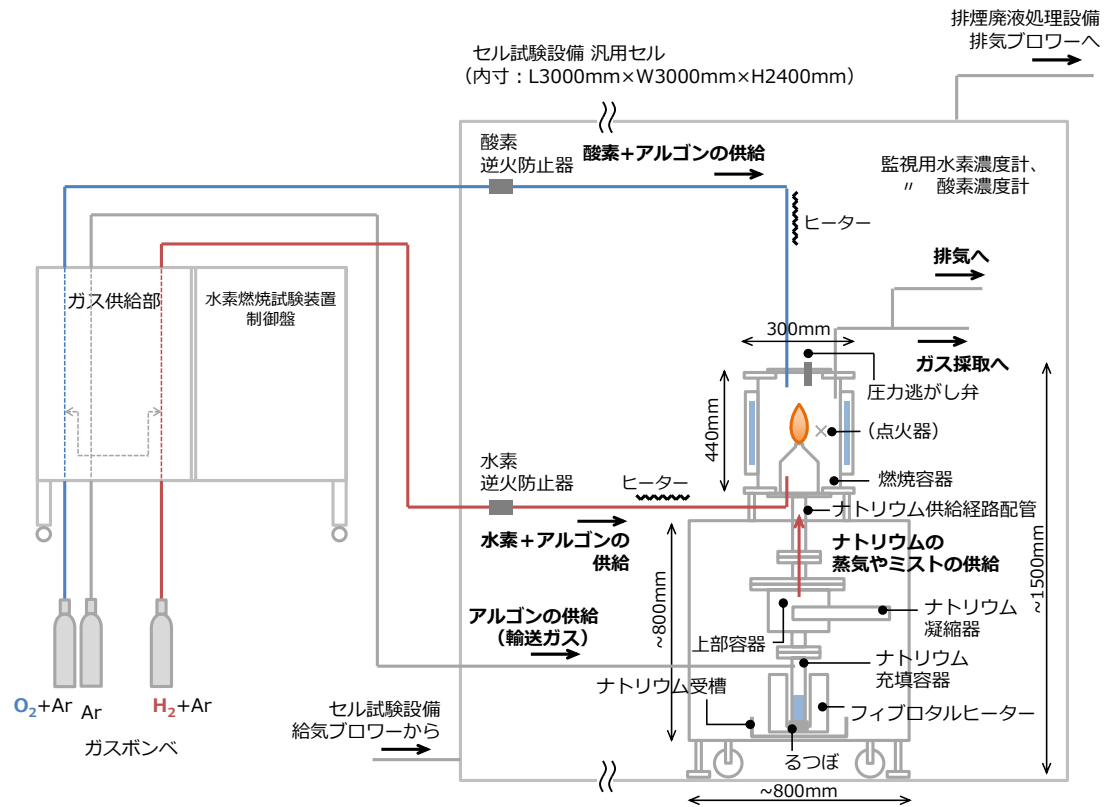 排煙廃液処理設備
排気ブロワーへ
セル試験設備 汎用セル
（内寸：L3000mm×W3000mm×H2400mm）
酸素
逆火防止器
酸素+アルゴンの供給
監視用水素濃度計、
〃 酸素濃度計
ヒーター
排気へ
ガス供給部
水素燃焼試験装置
制御盤
300mm
ガス採取へ
圧力逃がし弁
440mm
（点火器）
水素
逆火防止器
ヒーター
燃焼容器
ナトリウム供給経路配管
水素＋アルゴンの
供給
ナトリウムの
蒸気やミストの供給
~1500mm
~800mm
アルゴンの供給
（輸送ガス）
ナトリウム
凝縮器
上部容器
ナトリウム
充填容器
ナトリウム受槽
フィブロタルヒーター
O₂+Ar
Ar
H₂+Ar
ガスボンベ
セル試験設備
給気ブロワーから
るつぼ
~800mm